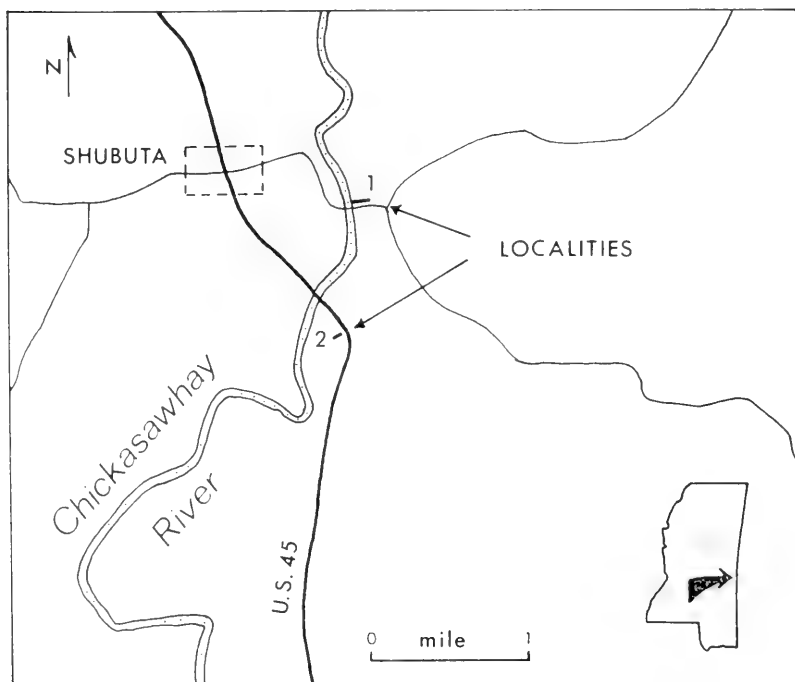 N
SHUBUTA
1
LOCALITIES
2
Chickasawhay
River
U.S. 45
0 mile 1